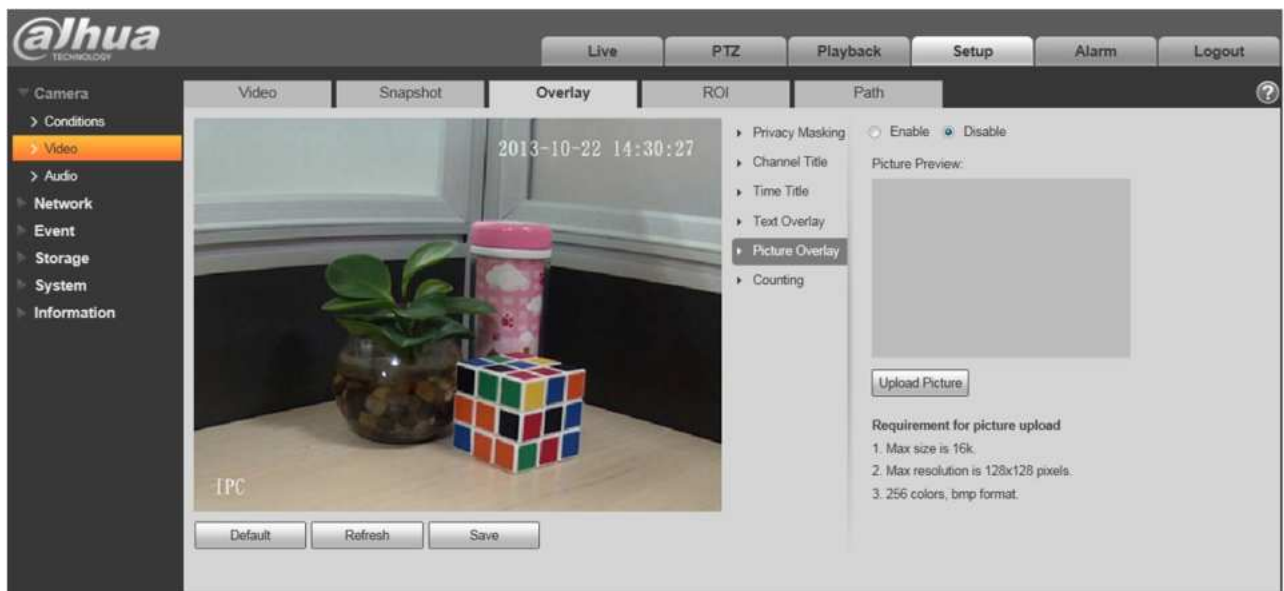 alhua
TECHNOLOGY
Live
PTZ
Playback
Setup
Alarm
Logout
Camera
Conditions
Video
Audio
Network
Event
Storage
System
Information
Video
Snapshot
Overlay
ROI
Path
?
2013-10-22 14:30:27
IPC
Default
Refresh
Save
Privacy Masking
Channel Title
Time Title
Text Overlay
Picture Overlay
Counting
Enable
Disable
Picture Preview:
Upload Picture
Requirement for picture upload
1. Max size is 16k.
2. Max resolution is 128x128 pixels.
3. 256 colors, bmp format.